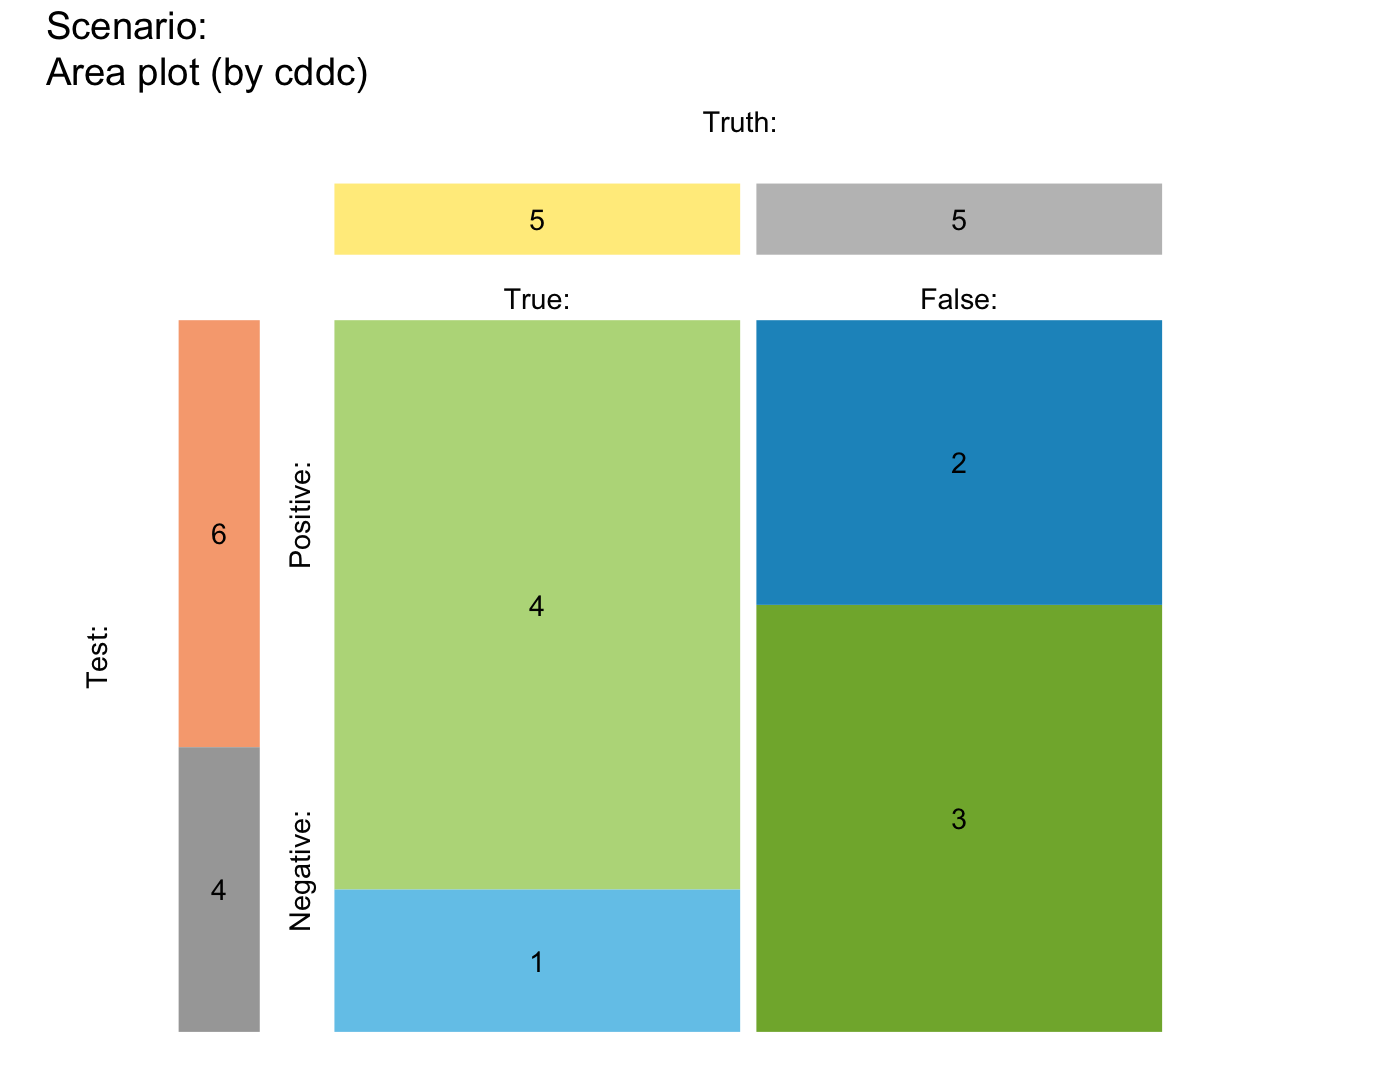 Scenario:
Area plot (by cddc)
Truth:
5
5
True:
False:
Test:
6
4
Positive:
Negative:
4
2
1
3